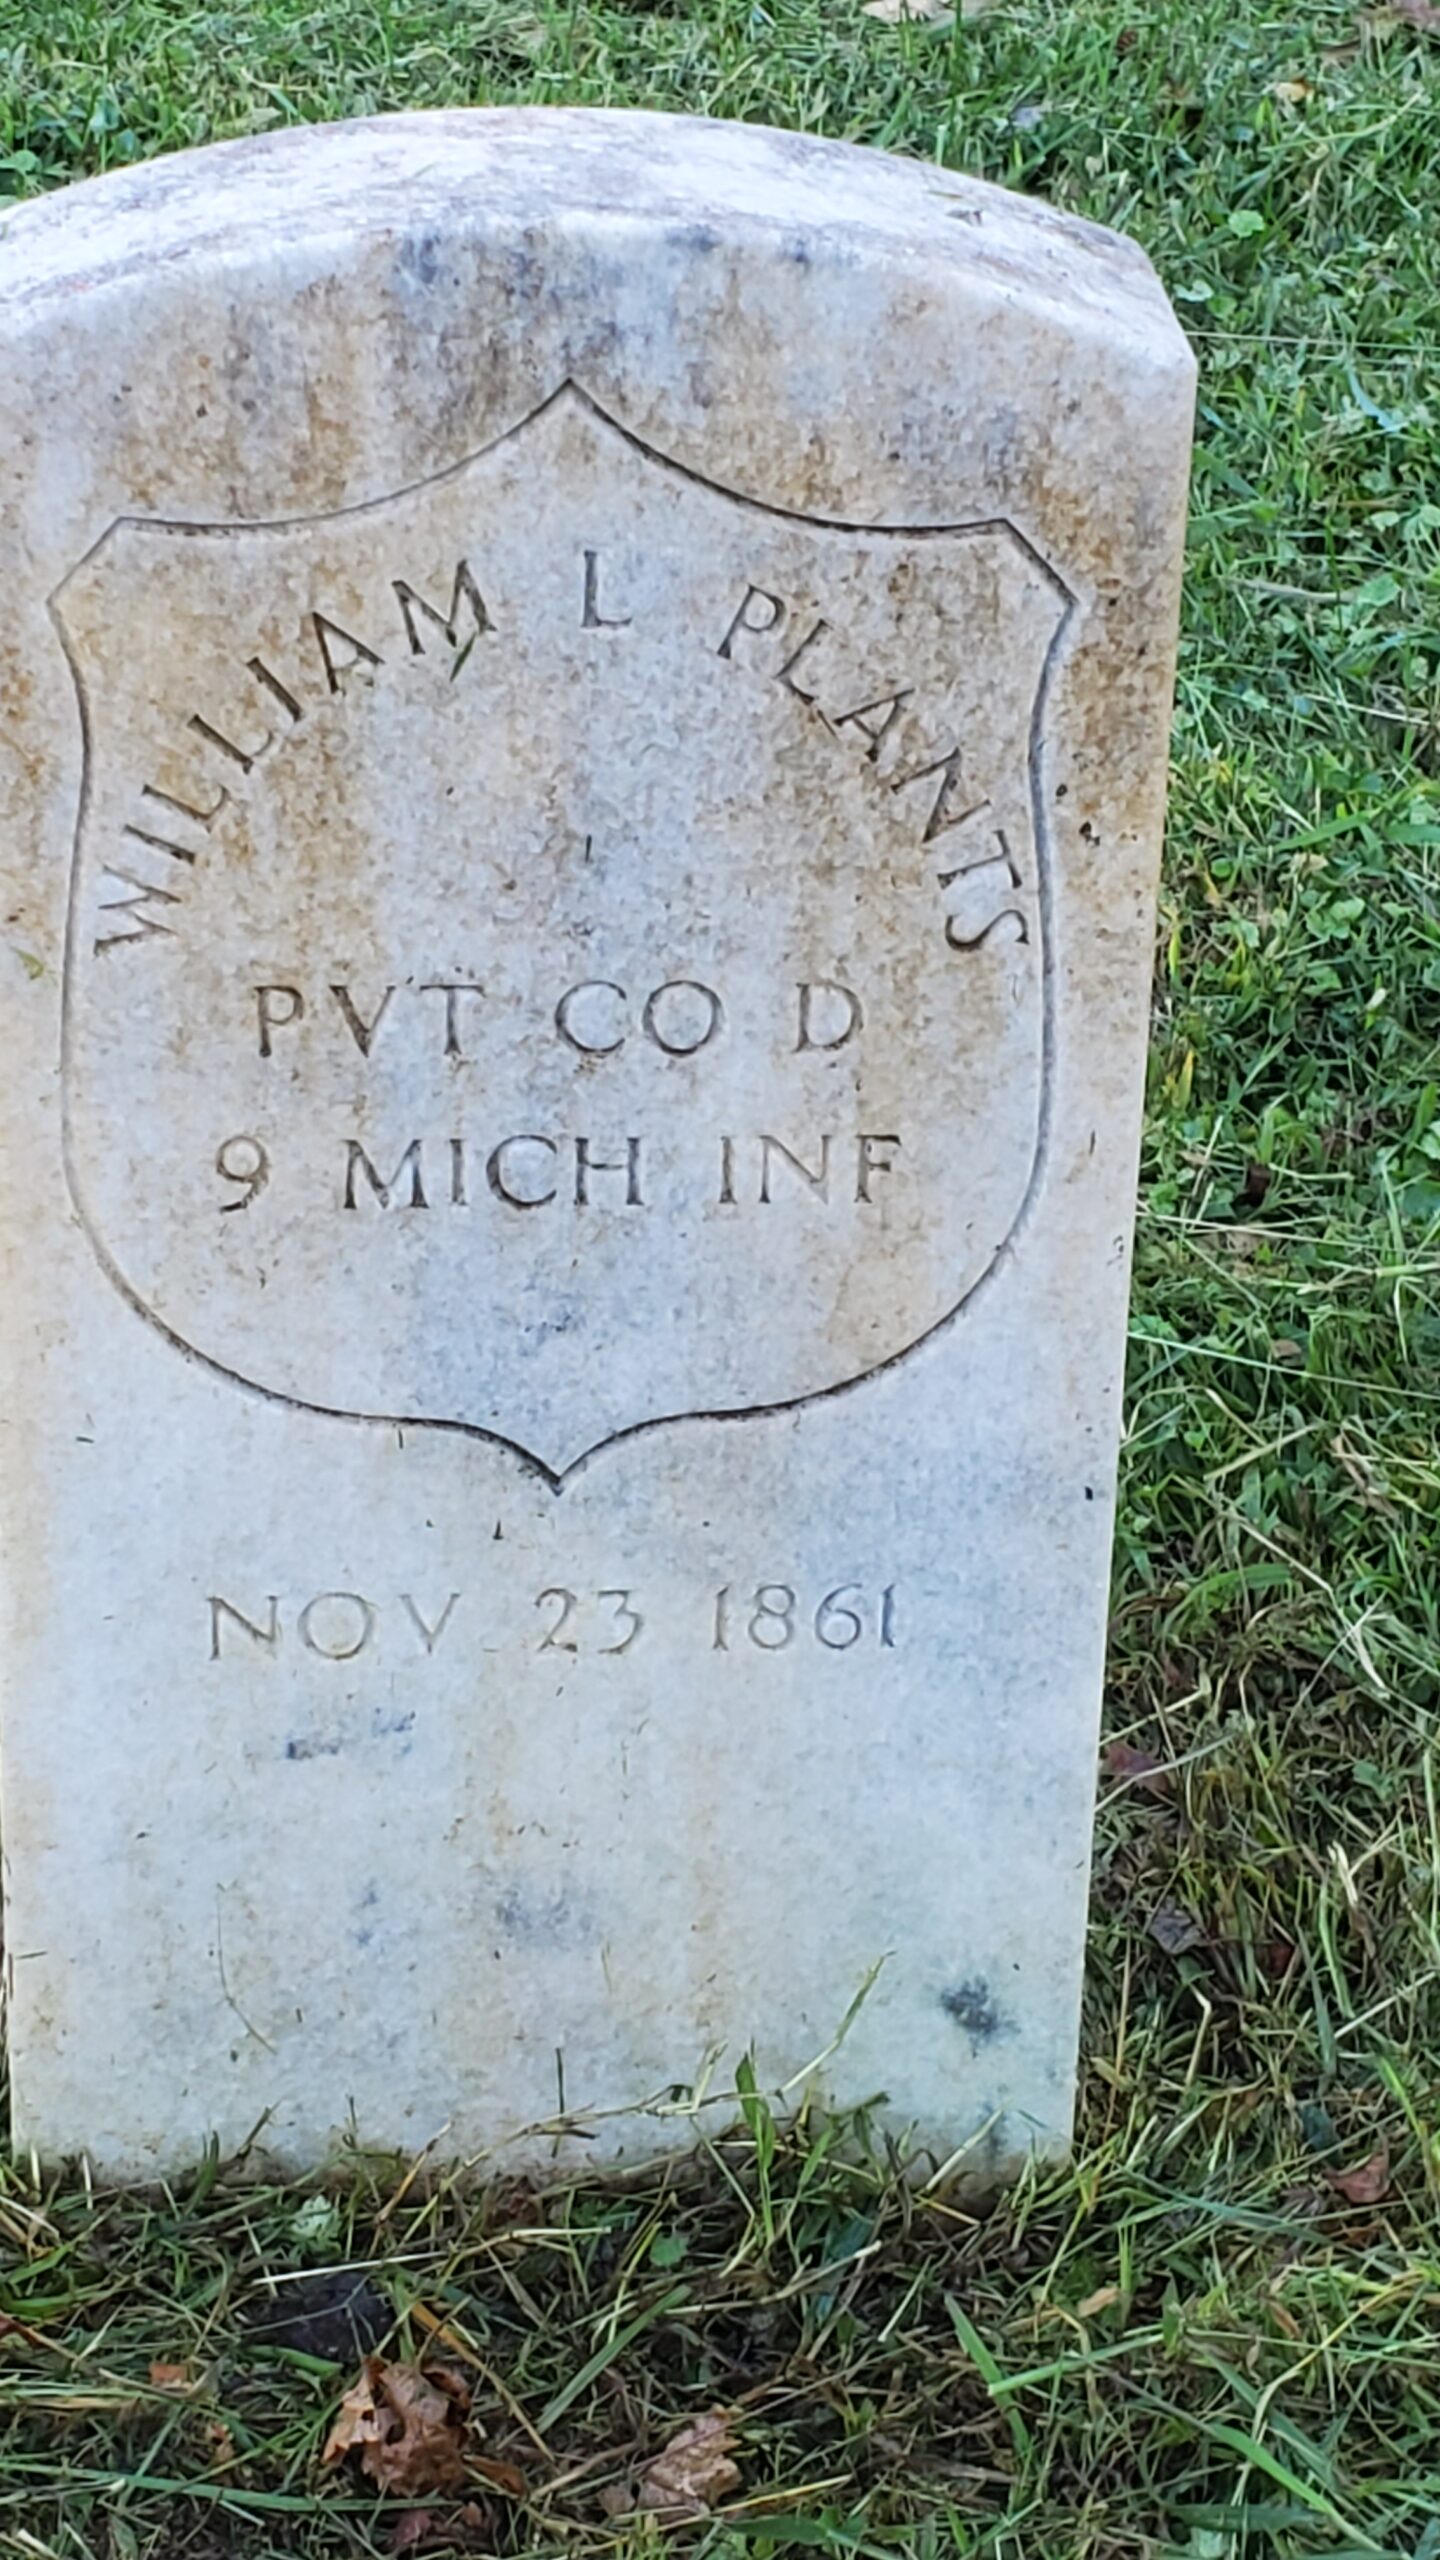 WILLIAM L PLANTS
PVT CO D
9 MICH INF
NOV 23 1861